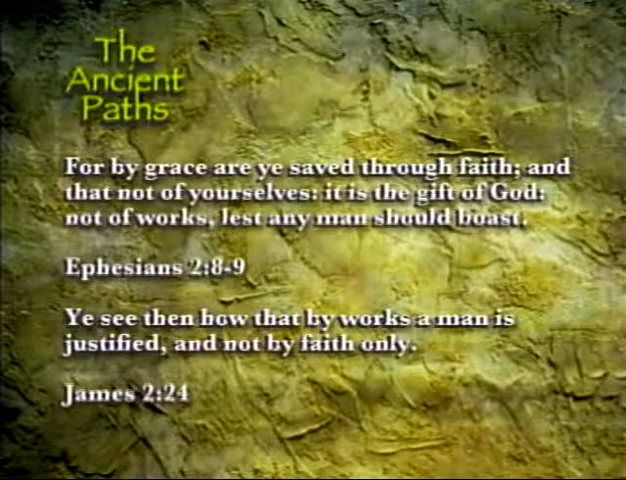 The
Ancient
Paths
For by grace are ye saved through faith; and
that not of yourselves: it is the gift of God:
not of works, lest any man should boast.
Ephesians 2:8-9
Ye see then how that by works a man is
justified, and not by faith only.
James 2:24